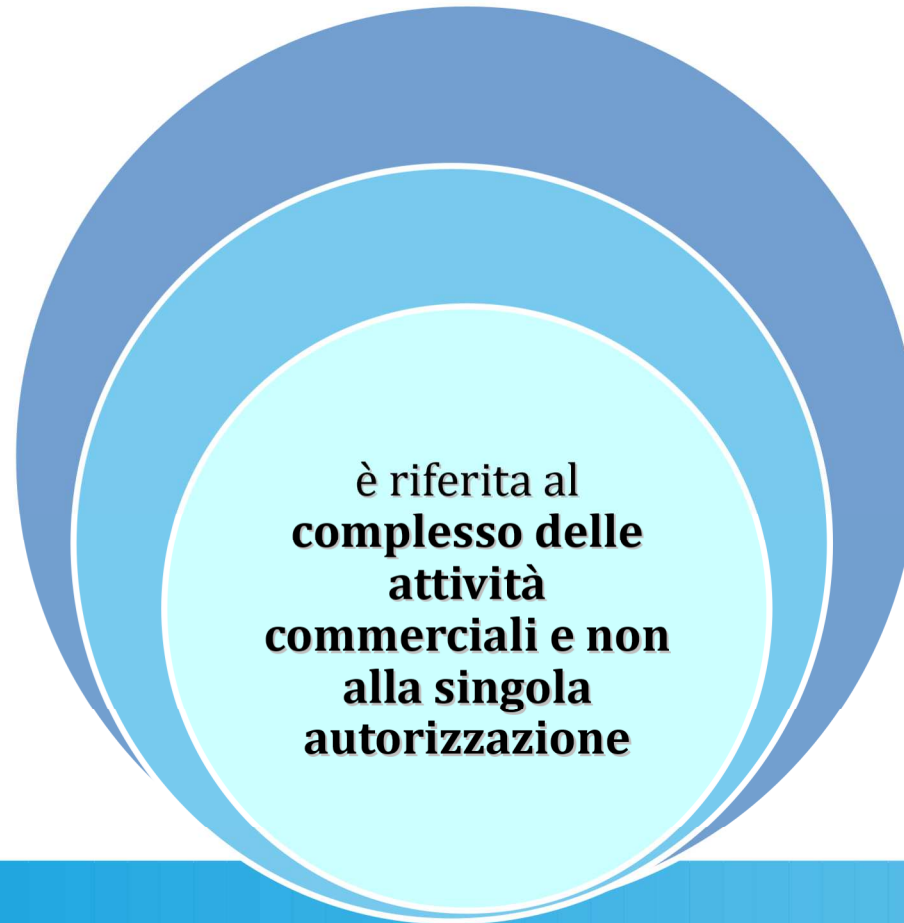 è riferita al
complesso delle
attività
commerciali e non
alla singola
autorizzazione